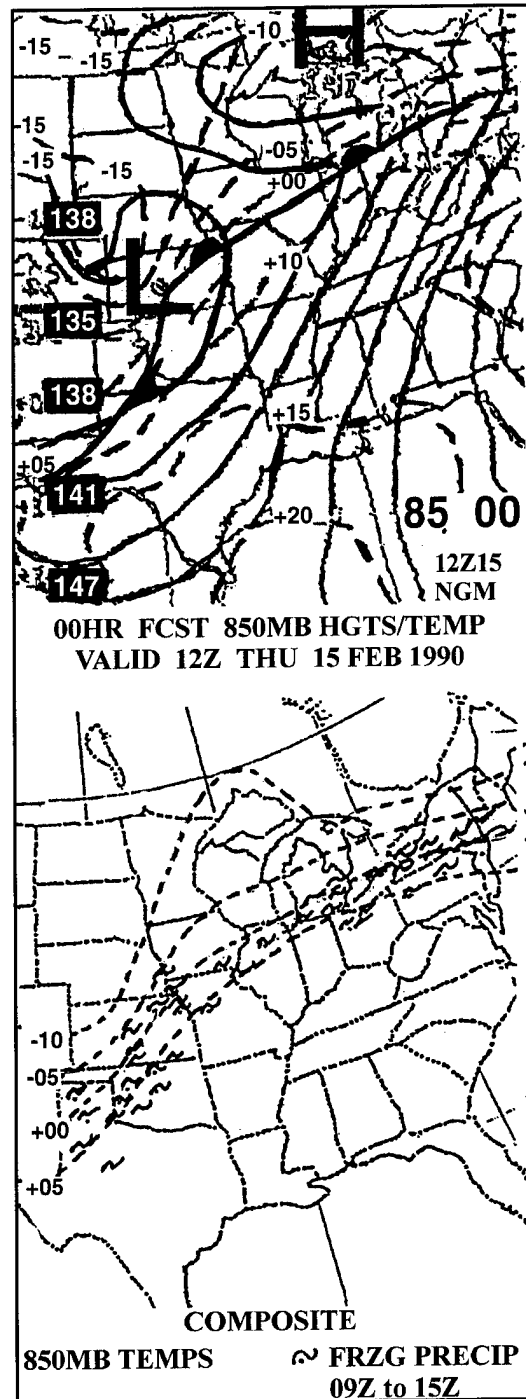 -10
H
-15
-15
-15
-05
-15
-15
+00
138
L
+10
135
138
+15
+05
141
+20
85 00
12Z15
147
NGM
00HR FCST 850MB HGTS/TEMP
VALID 12Z THU 15 FEB 1990
-10
-05
+00
+05
COMPOSITE
850MB TEMPS
FRZG PRECIP
09Z to 15Z